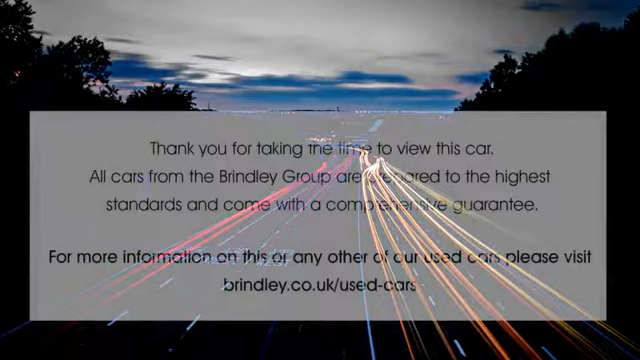 Thank you for taking the time to view this car.
All cars from the Brindley Group are prepared to the highest
standards and come with a comprehensive guarantee.
For more information on this or any other of our used cars please visit
brindley.co.uk/used-cars